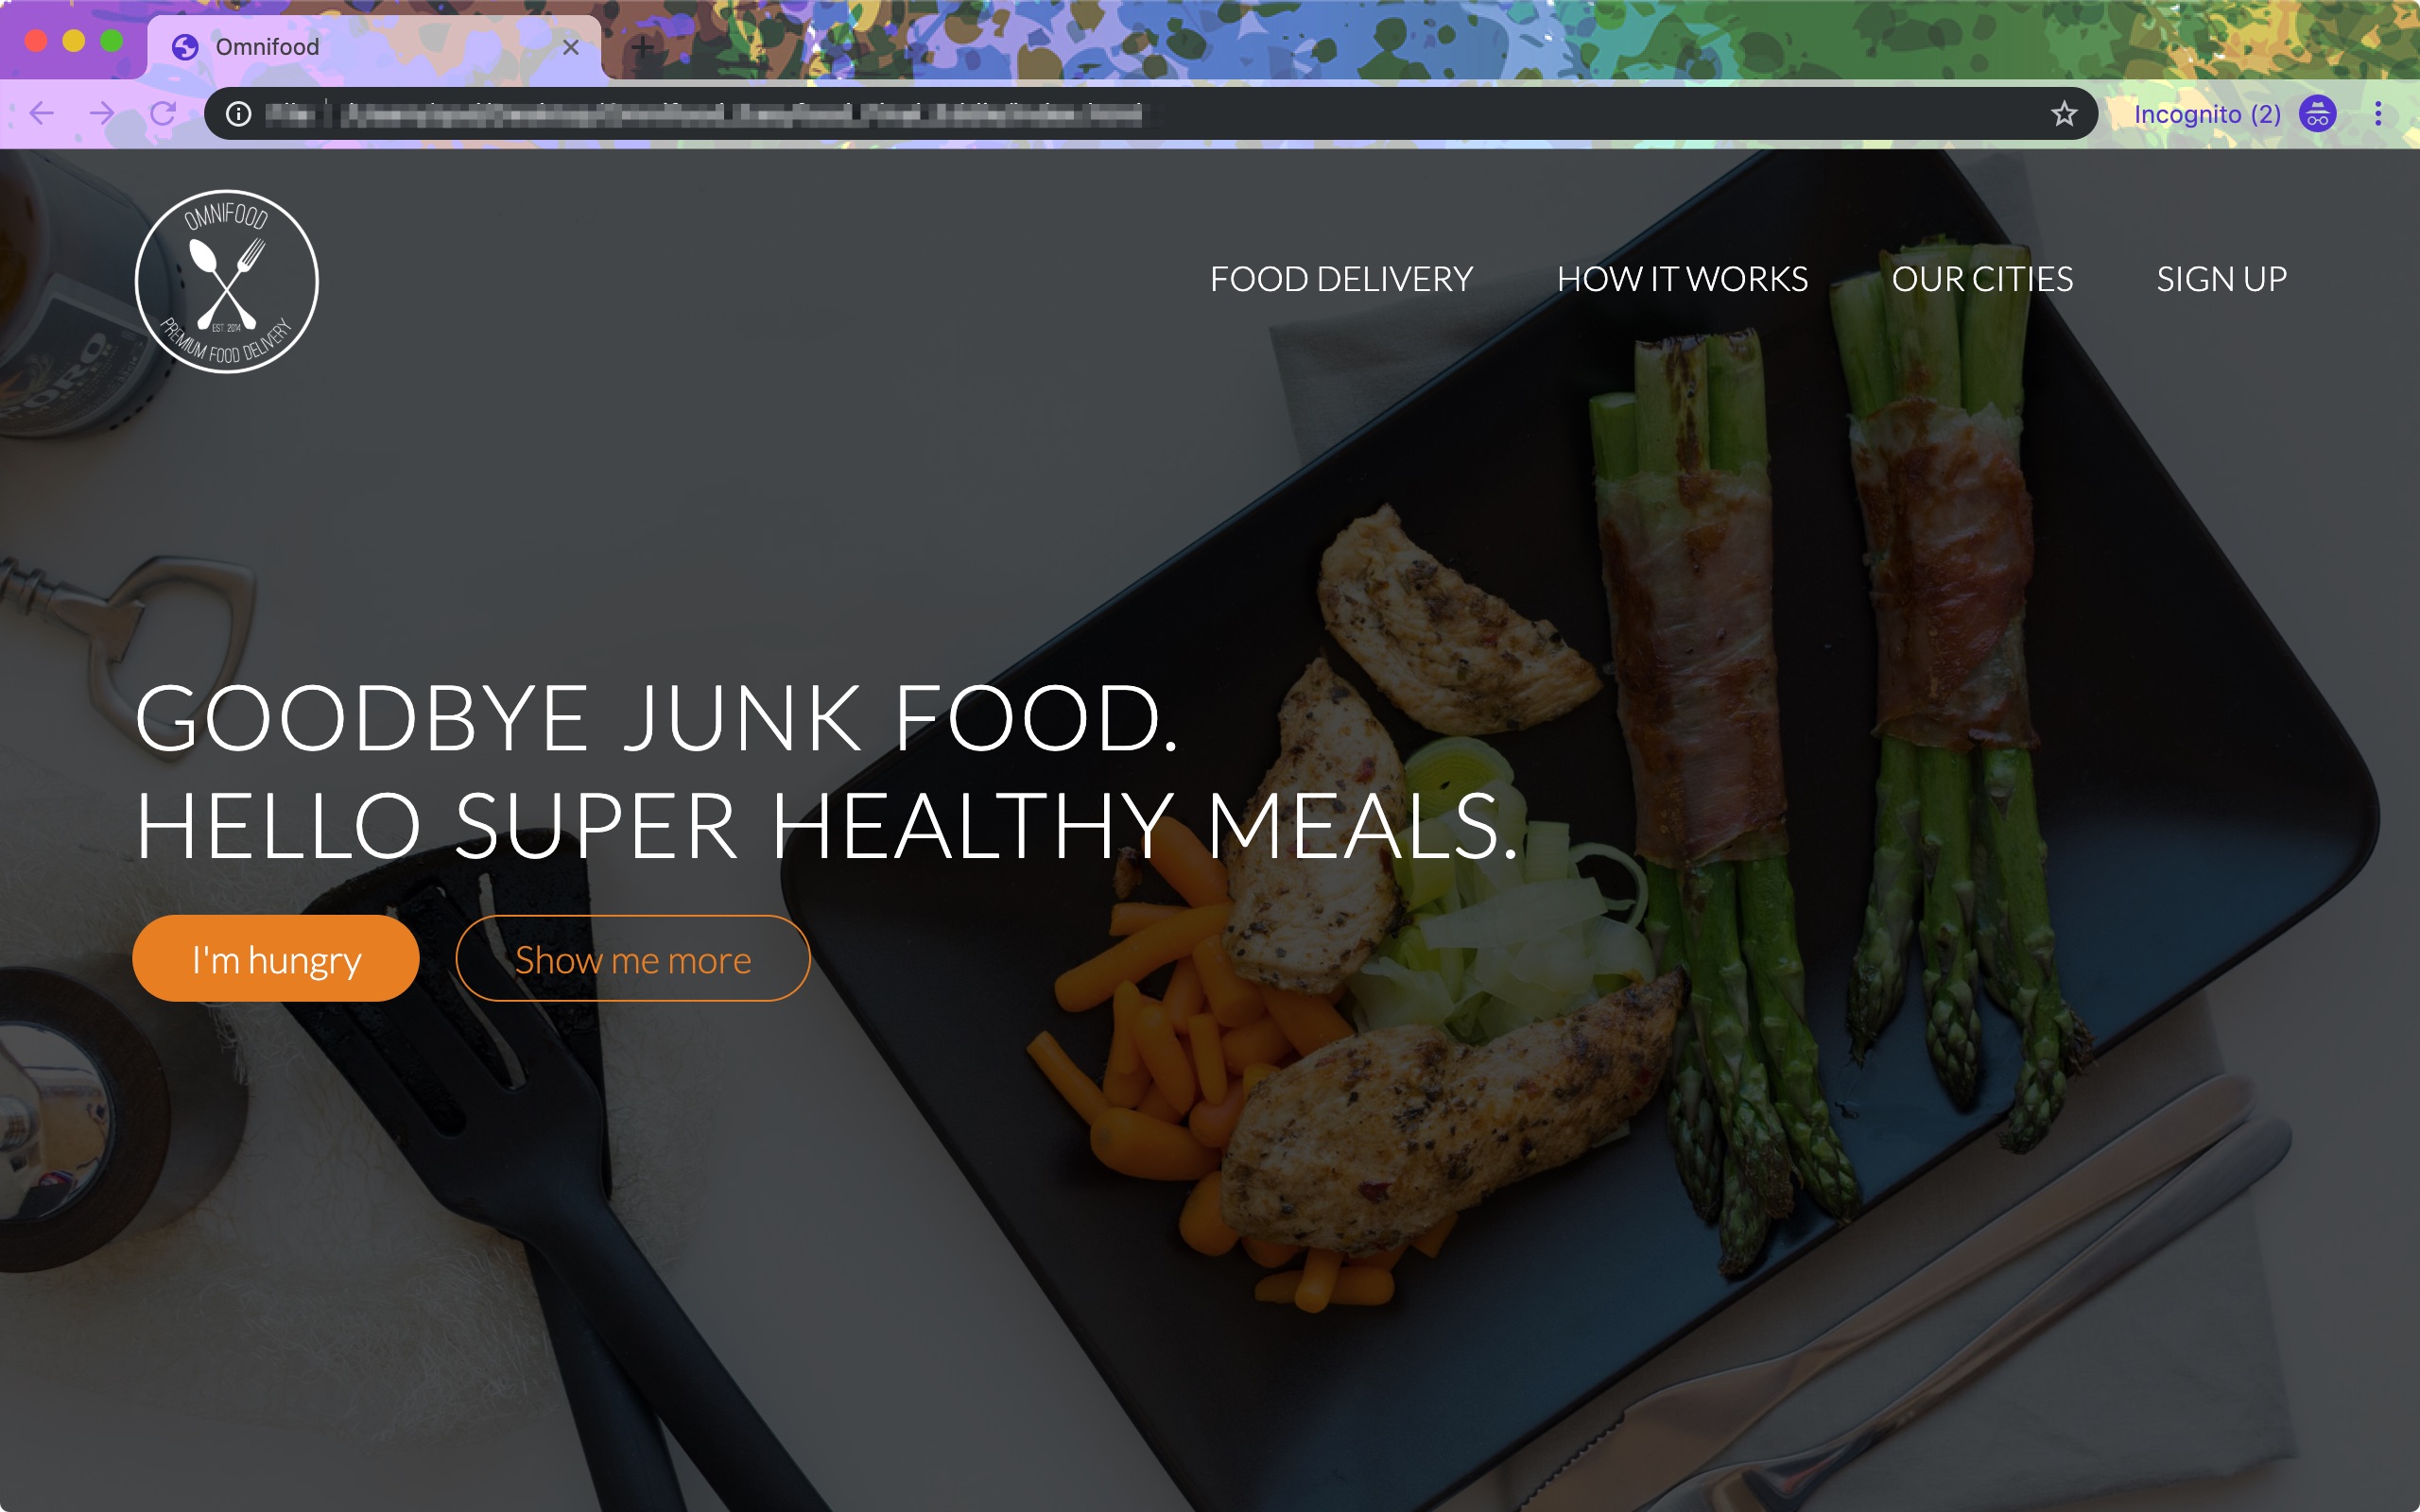 Omnifood
Incognito (2)
OMNIFOOD
EST. 2014
PREMIUM FOOD DELIVERY
FOOD DELIVERY
HOW IT WORKS
OUR CITIES
SIGN UP
GOODBYE JUNK FOOD.
HELLO SUPER HEALTHY MEALS.
I'm hungry
Show me more